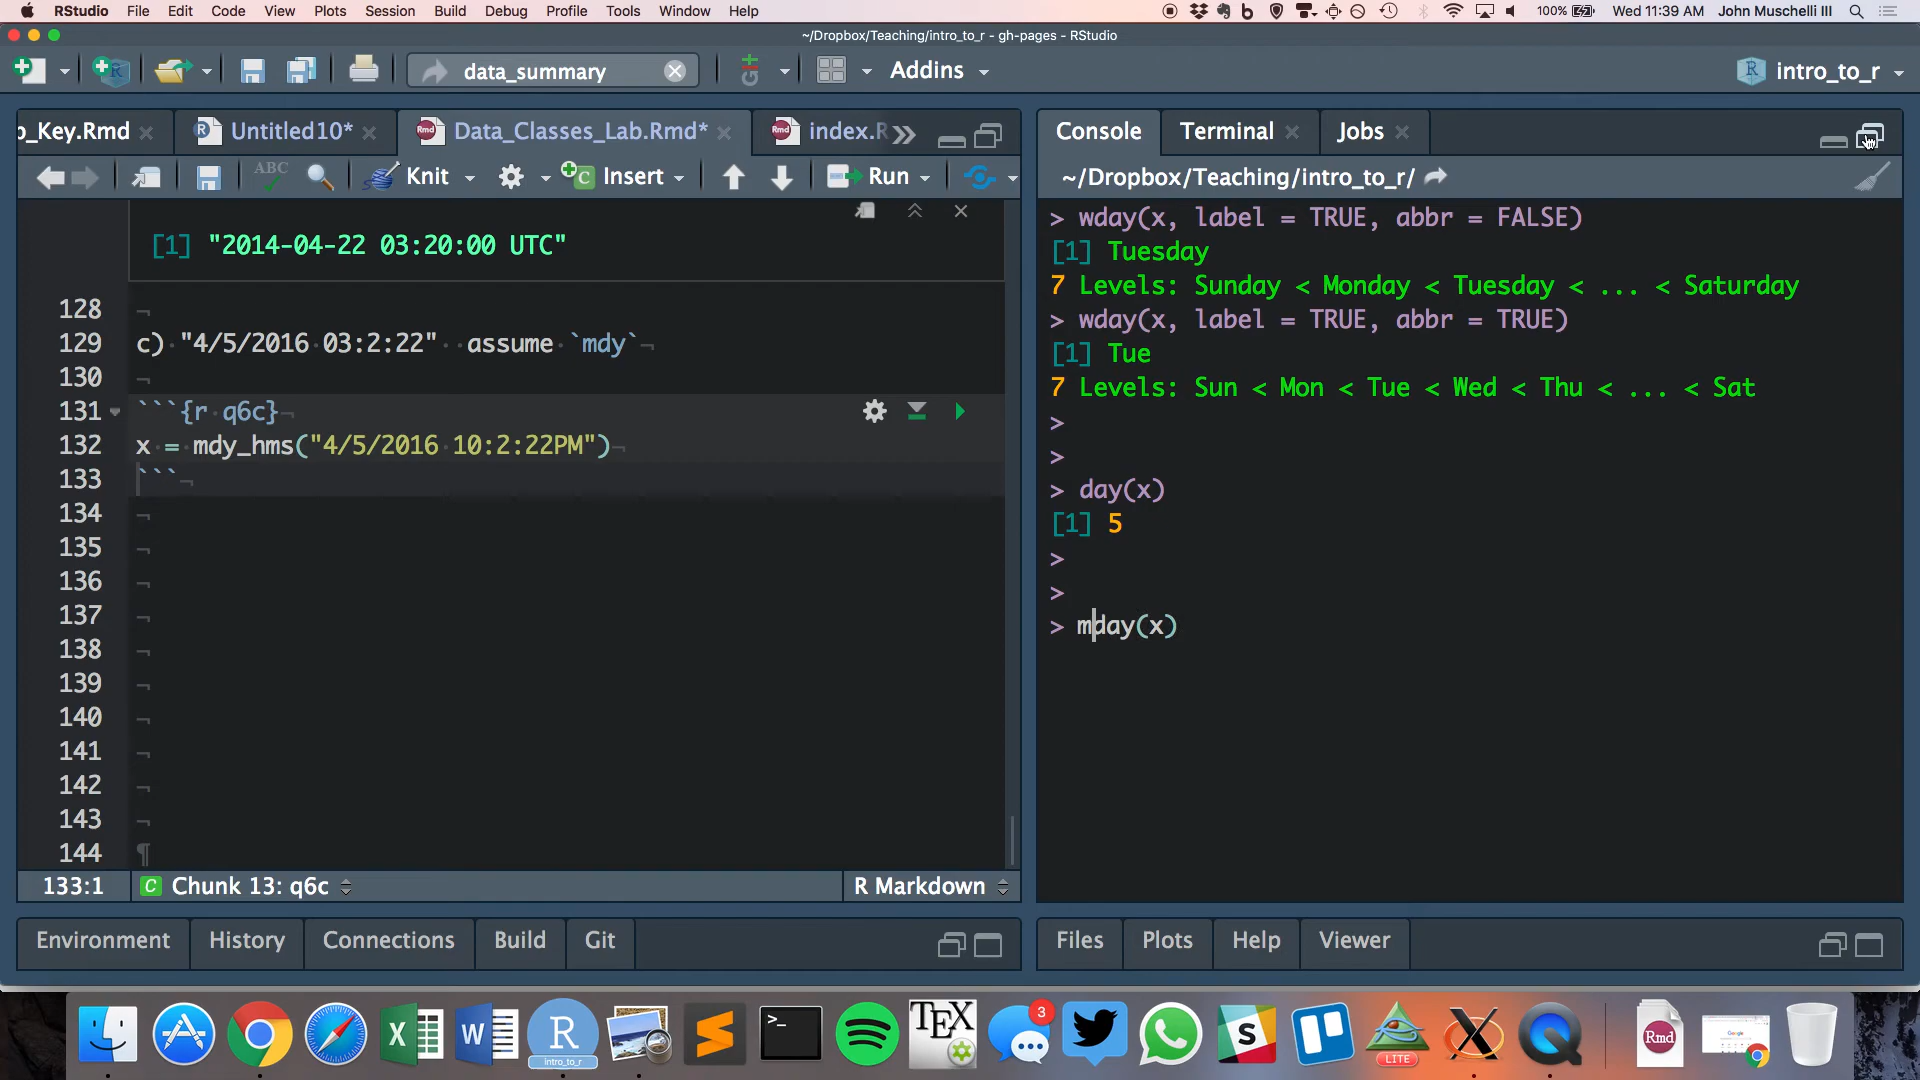 RStudio File Edit Code View Plots Session Build Debug Profile Tools Window Help 100% Wed 11:39 AM John Muschelli III
~/Dropbox/Teaching/intro_to_r - gh-pages - RStudio
data_summary Addins intro_to_r
Key.Rmd Untitled10* Data_Classes_Lab.Rmd* index.R
Console Terminal Jobs
ABC Knit Insert Run
~/Dropbox/Teaching/intro_to_r/
[1] "2014-04-22 03:20:00 UTC"
128
129 c) "4/5/2016 03:2:22" assume `mdy`
130
131 ```{r q6c}
132 x = mdy_hms("4/5/2016 10:2:22PM")
133 ```
134
135
136
137
138
139
140
141
142
143
144
133:1 Chunk 13: q6c R Markdown
> wday(x, label = TRUE, abbr = FALSE)
[1] Tuesday
7 Levels: Sunday < Monday < Tuesday < ... < Saturday
> wday(x, label = TRUE, abbr = TRUE)
[1] Tue
7 Levels: Sun < Mon < Tue < Wed < Thu < ... < Sat
>
>
> day(x)
[1] 5
>
>
> mday(x)
Environment History Connections Build Git
Files Plots Help Viewer
intro_to_r
TEX
3
LITE
Rmd
Google